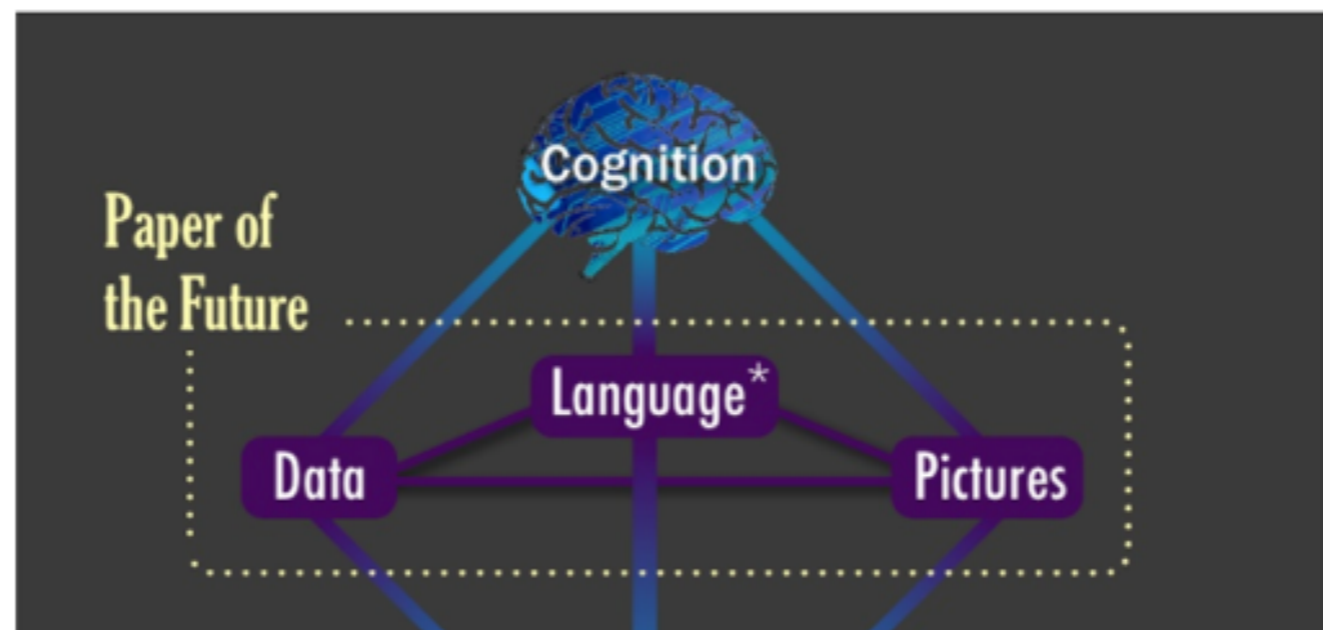 Cognition
Paper of
the Future
Language*
Data
Pictures